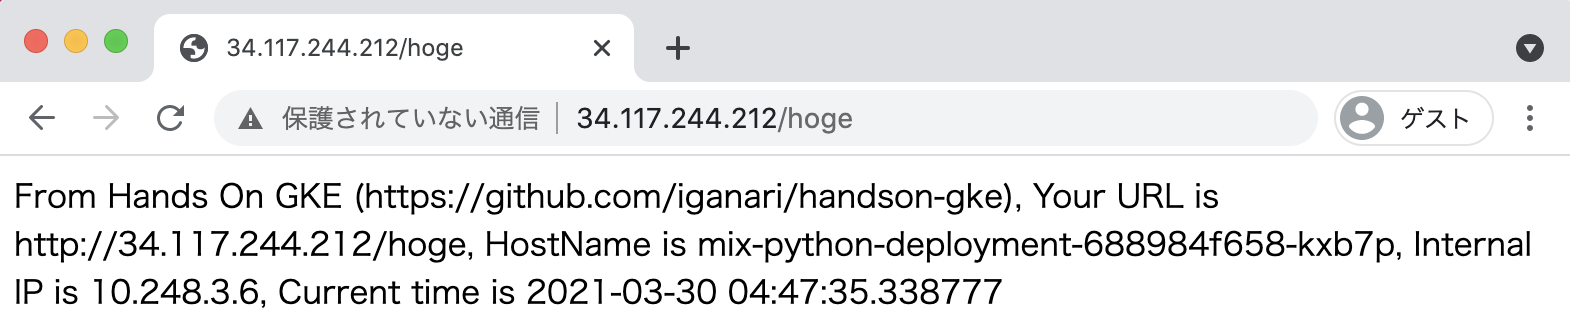 34.117.244.212/hoge
保護されていない通信 34.117.244.212/hoge ゲスト
From Hands On GKE (https://github.com/iganari/handson-gke), Your URL is
http://34.117.244.212/hoge, HostName is mix-python-deployment-688984f658-kxb7p, Internal
IP is 10.248.3.6, Current time is 2021-03-30 04:47:35.338777